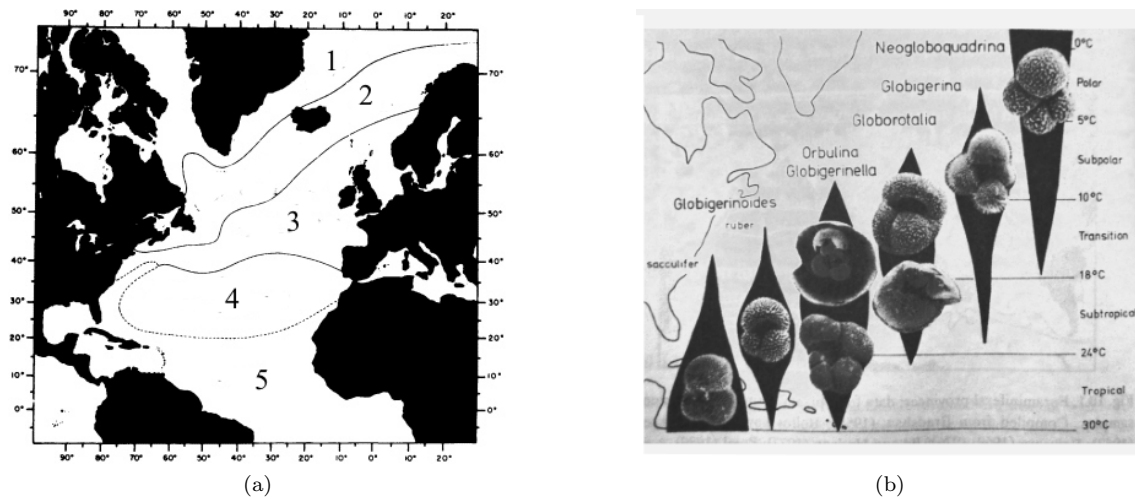 90° 80° 70° 60° 50° 40° 30° 20° 10° 0° 10° 20°
1
70° 70°
2
60° 60°
50° 3 50°
40° 40°
30° 4 30°
20° 20°
10° 5 10°
0° 0°
90° 80° 70° 60° 50° 40° 30° 20° 10° 0° 10° 20°
(a)
Neogloboquadrina
0°C
Globigerina
Polar
Globorotalia
5°C
Orbulina
Globigerinella
Subpolar
Globigerinoides
10°C
ruber
Transition
sacculifer
18°C
Subtropical
24°C
Tropical
30°C
(b)